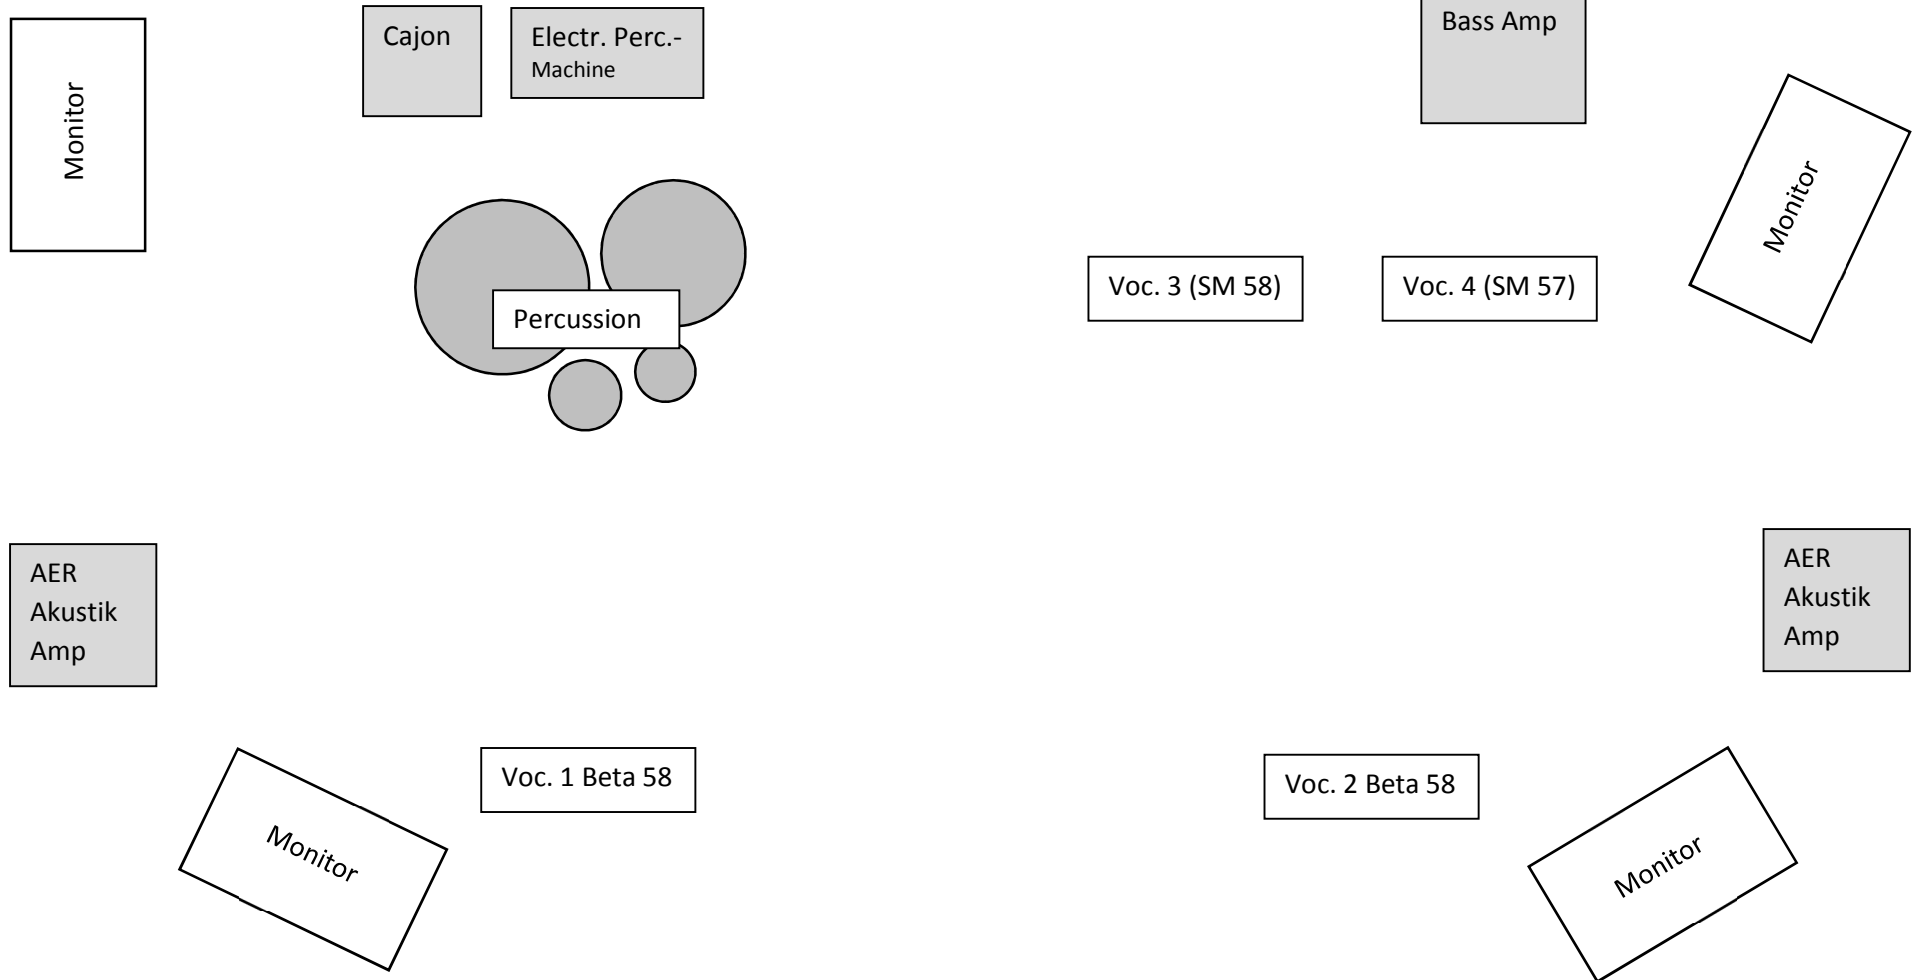 Monitor
Cajon
Electr. Perc.-
Machine
Bass Amp
Monitor
Percussion
Voc. 3 (SM 58)
Voc. 4 (SM 57)
AER
Akustik
Amp
AER
Akustik
Amp
Voc. 1 Beta 58
Voc. 2 Beta 58
Monitor
Monitor